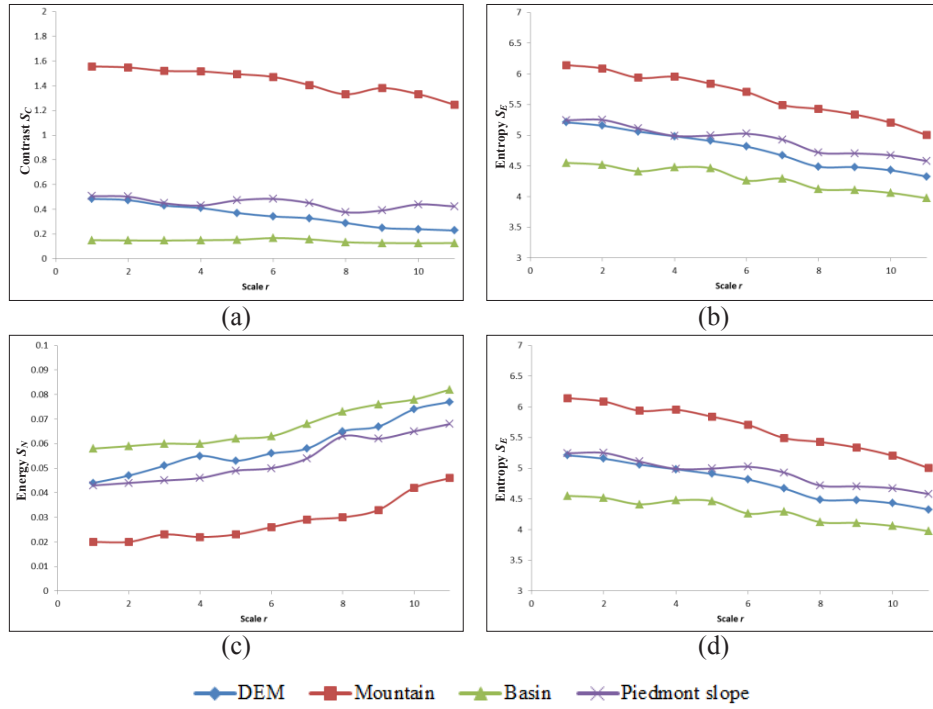 2
1.8
1.6
1.4
1.2
1
0.8
0.6
0.4
0.2
0
Contrast S_C
0 2 4 6 8 10
Scale r
(a)
7
6.5
6
5.5
5
4.5
4
3.5
3
Entropy S_E
0 2 4 6 8 10
Scale r
(b)
0.1
0.09
0.08
0.07
0.06
0.05
0.04
0.03
0.02
0.01
0
Energy S_N
0 2 4 6 8 10
Scale r
(c)
7
6.5
6
5.5
5
4.5
4
3.5
3
Entropy S_E
0 2 4 6 8 10
Scale r
(d)
DEM Mountain Basin Piedmont slope